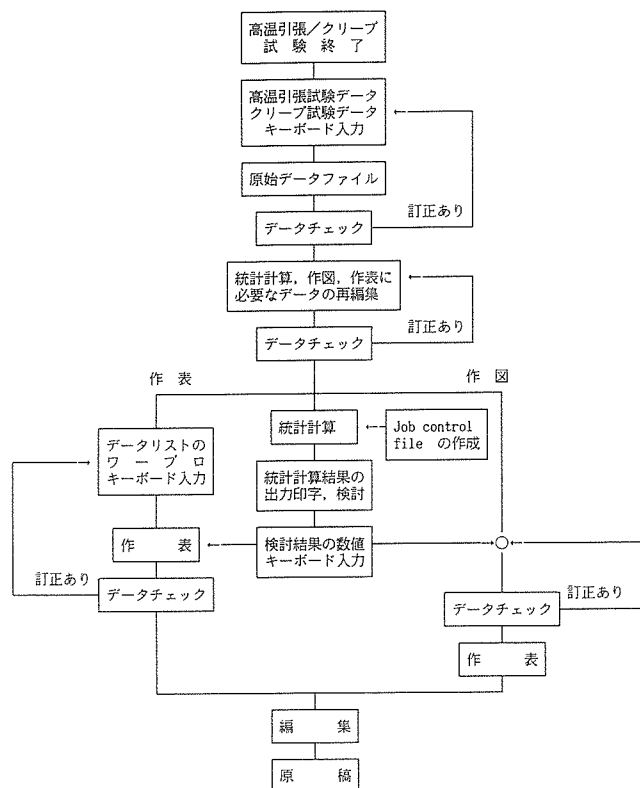 高温引張／クリープ
試験終了
高温引張試験データ
クリープ試験データ
キーボード入力
原始データファイル
訂正あり
データチェック
統計計算，作図，作表に
必要なデータの再編集
訂正あり
データチェック
作表
作図
統計計算
Job control
file の作成
データリストの
ワープロ
キーボード入力
統計計算結果の
出力印字，検討
作表
検討結果の数値
キーボード入力
訂正あり
データチェック
訂正あり
データチェック
作表
編集
原稿